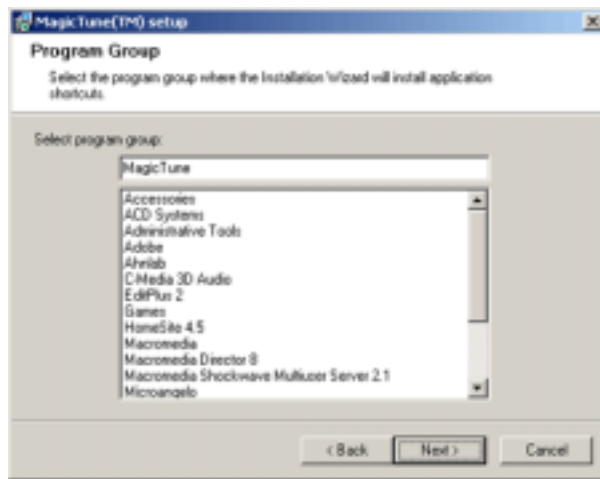 MagicTune(TM) setup
Program Group
Select the program group where the Installation Wizard will install application
shortcuts.
Select program group:
MagicTune
Accessories
ACD Systems
Administrative Tools
Adobe
Ahnlab
C-Media 3D Audio
EditPlus 2
Games
HomeSite 4.5
Macromedia
Macromedia Director 8
Macromedia Shockwave Multiuser Server 2.1
Microangelo
< Back
Next >
Cancel